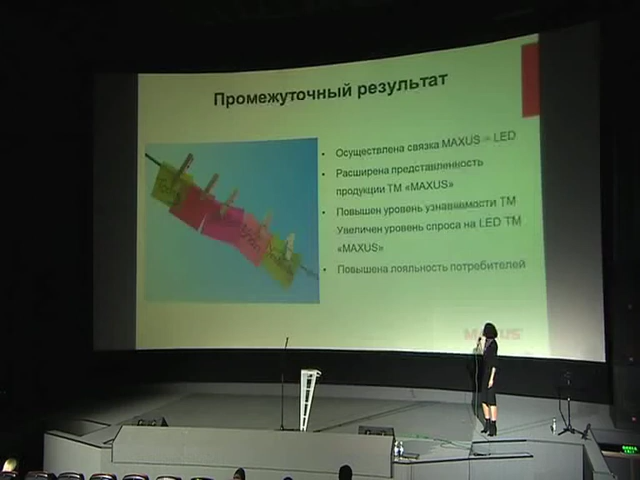 Промежуточный результат
Осуществлена связка MAXUS – LED
Расширена представленность
продукции ТМ «MAXUS»
Повышен уровень узнаваемости ТМ
Увеличен уровень спроса на LED ТМ
«MAXUS»
Повышена лояльность потребителей
MAXUS